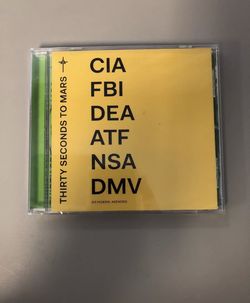 THIRTY SECONDS TO MARS
CIA
FBI
DEA
ATF
NSA
DMV